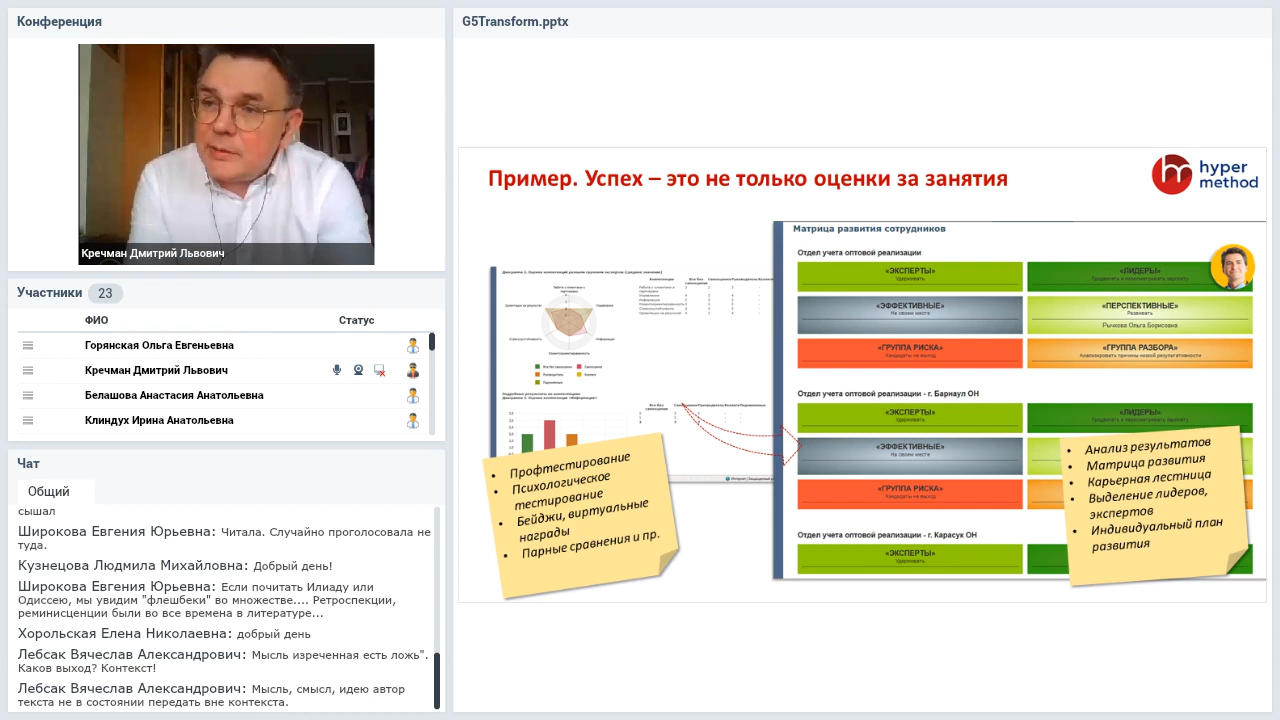 Конференция
Кречман Дмитрий Львович
Участники 23
ФИО Статус
Горянская Ольга Евгеньевна
Кречман Дмитрий Львович
Белашова Анастасия Анатольевна
Клиндух Ирина Анатольевна
Чат
Общий
сышал
Широкова Евгения Юрьевна: Читала. Случайно проголосовала не
туда.
Кузнецова Людмила Михайловна: Добрый день!
Широкова Евгения Юрьевна: Если почитать Илиаду или
Одиссею, мы увидим "флешбеки" во множестве.... Ретроспекции,
реминисценции были во все времена в литературе...
Хорольская Елена Николаевна: добрый день
Лебсак Вячеслав Александрович: Мысль изреченная есть ложь".
Каков выход? Контекст!
Лебсак Вячеслав Александрович: Мысль, смысл, идею автор
текста не в состоянии передать вне контекста.
G5Transform.pptx
Пример. Успех – это не только оценки за занятия
hyper
method
• Профтестирование
• Психологическое
тестирование
• Бейджи, виртуальные
награды
• Парные сравнения и пр.
Матрица развития сотрудников
Отдел учета оптовой реализации
«ЭКСПЕРТЫ»
Удерживать
«ЛИДЕРЫ»
«ЭФФЕКТИВНЫЕ»
На своем месте
«ПЕРСПЕКТИВНЫЕ»
Развивать
Рычкова Ольга Борисовна
«ГРУППА РИСКА»
Кандидаты на выход
«ГРУППА РАЗБОРА»
Анализировать причины низкой результативности
Отдел учета оптовой реализации - г. Барнаул ОН
«ЭКСПЕРТЫ»
Удерживать
«ЛИДЕРЫ»
«ЭФФЕКТИВНЫЕ»
На своем месте
«ГРУППА РИСКА»
Кандидаты на выход
Отдел учета оптовой реализации - г. Карасук ОН
«ЭКСПЕРТЫ»
Удерживать
• Анализ результатов
• Матрица развития
• Карьерная лестница
• Выделение лидеров,
экспертов
• Индивидуальный план
развития